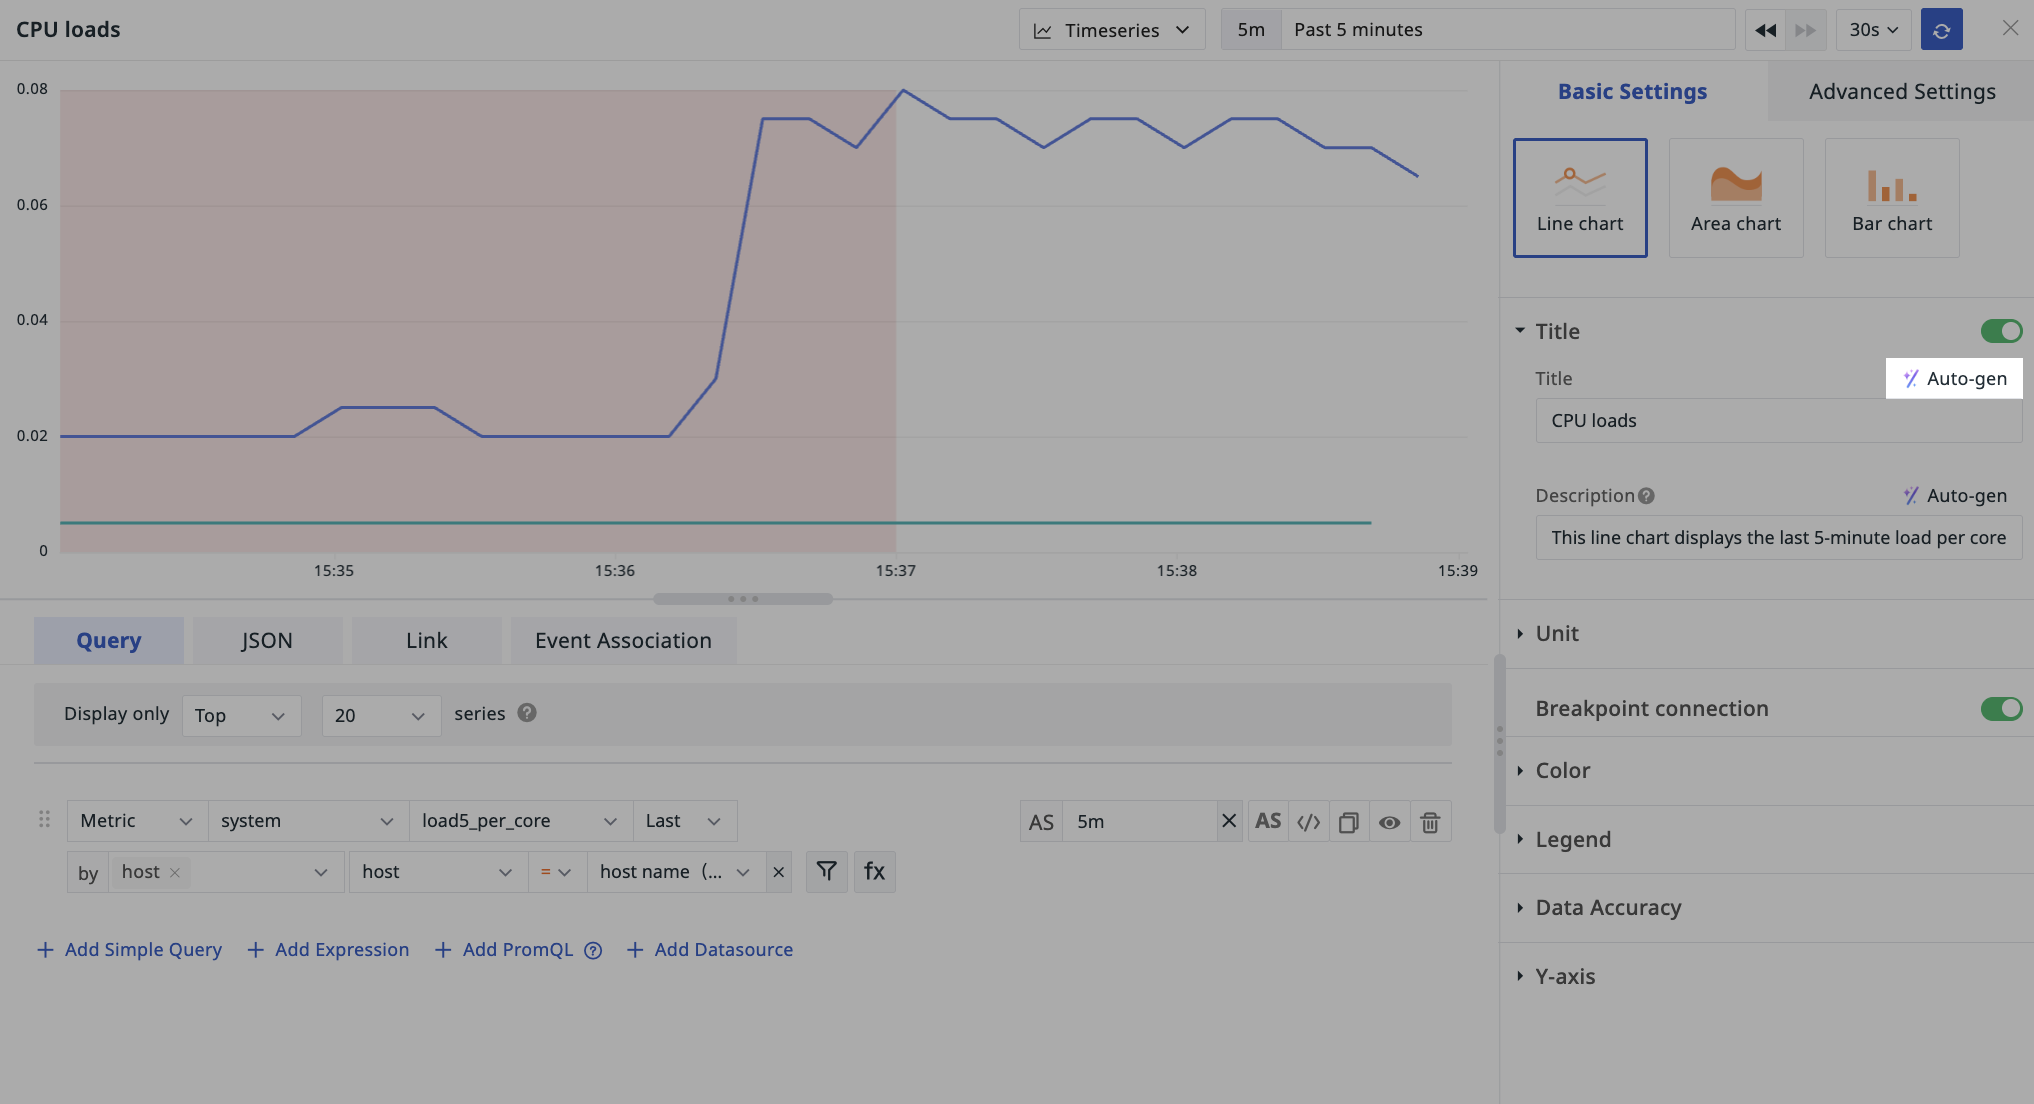 CPU loads
Timeseries
5m Past 5 minutes
30s
0.08
0.06
0.04
0.02
0
15:35 15:36 15:37 15:38 15:39
Basic Settings Advanced Settings
Line chart Area chart Bar chart
Title
Title Auto-gen
CPU loads
Description ? Auto-gen
This line chart displays the last 5-minute load per core
Unit
Breakpoint connection
Color
Legend
Data Accuracy
Y-axis
Query JSON Link Event Association
Display only Top 20 series ?
Metric system load5_per_core Last AS 5m AS </>
by host host = host name (... fx
+ Add Simple Query + Add Expression + Add PromQL ? + Add Datasource